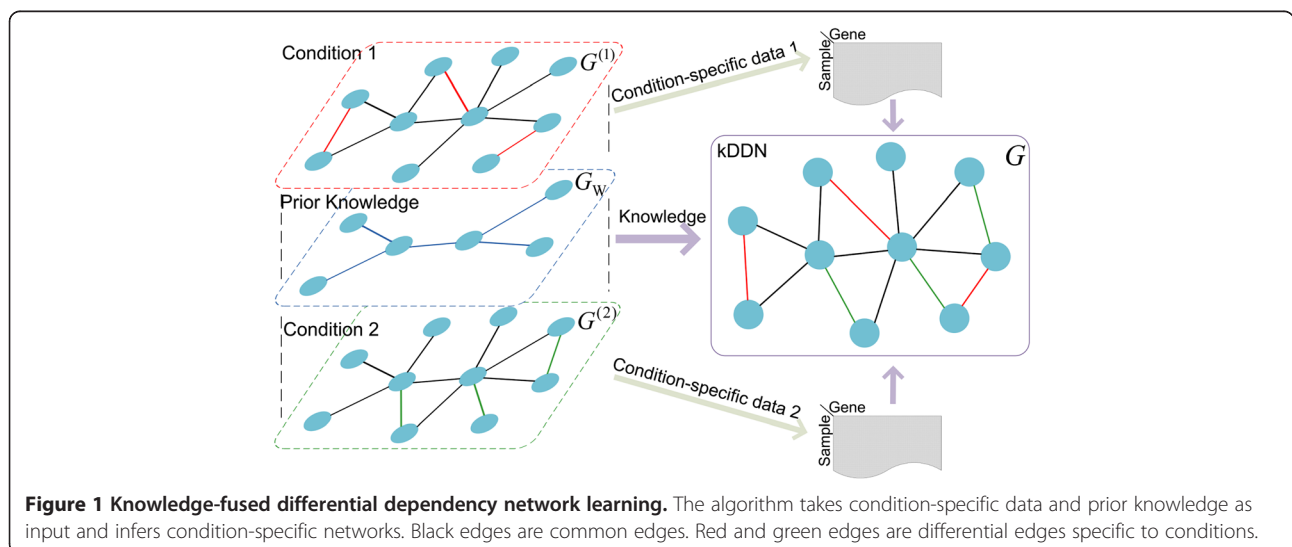 Condition 1
G(1)
Condition-specific data 1
Gene
Sample
Prior Knowledge
GW
Knowledge
kDDN
G
Condition 2
G(2)
Condition-specific data 2
Gene
Sample
Figure 1 Knowledge-fused differential dependency network learning. The algorithm takes condition-specific data and prior knowledge as
input and infers condition-specific networks. Black edges are common edges. Red and green edges are differential edges specific to conditions.